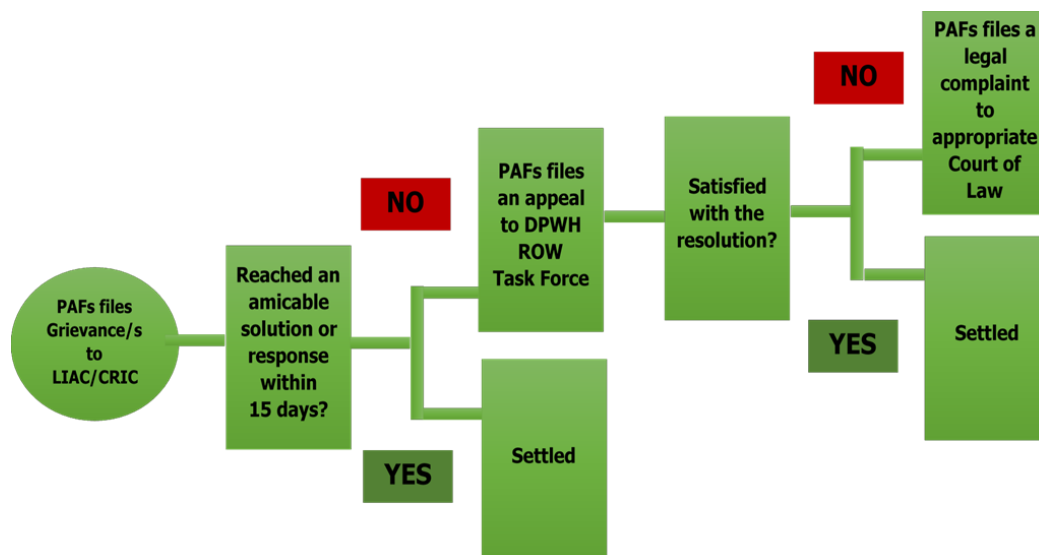 PAFs files
Grievance/s
to
LIAC/CRIC
Reached an
amicable
solution or
response
within
15 days?
NO
YES
PAFs files
an appeal
to DPWH
ROW
Task Force
Settled
Satisfied
with the
resolution?
NO
YES
PAFs files a
legal
complaint
to
appropriate
Court of
Law
Settled